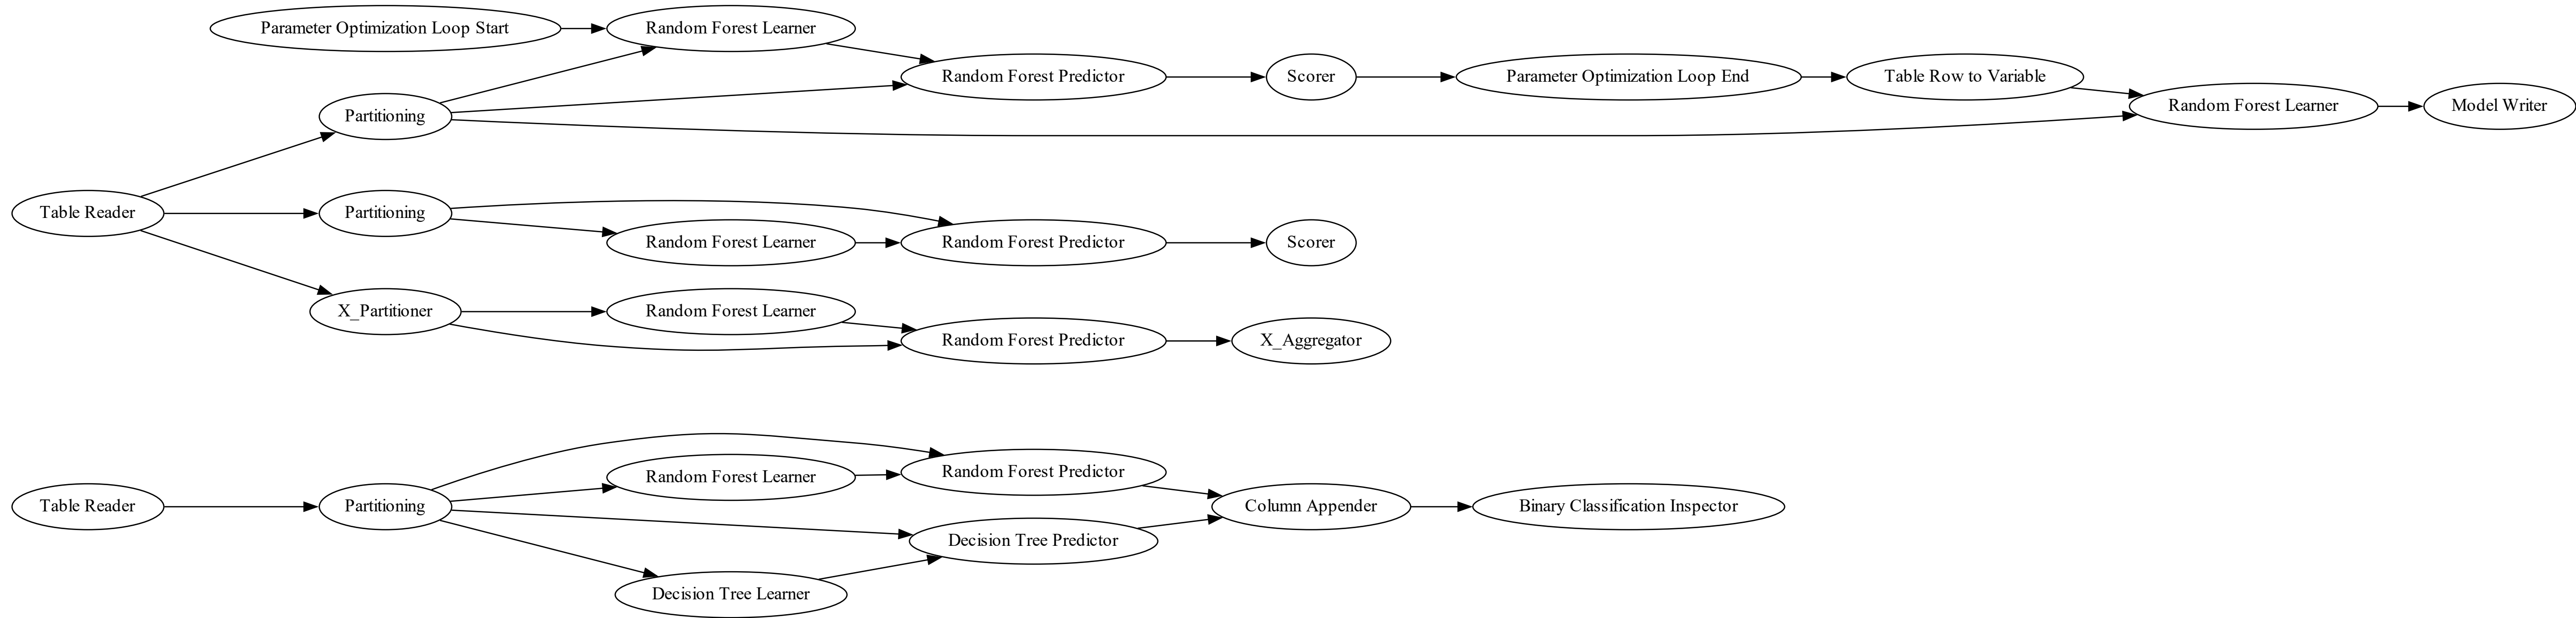 Parameter Optimization Loop Start
Random Forest Learner
Random Forest Predictor
Scorer
Parameter Optimization Loop End
Table Row to Variable
Random Forest Learner
Model Writer
Partitioning
Table Reader
Partitioning
Random Forest Learner
Random Forest Predictor
Scorer
X_Partitioner
Random Forest Learner
Random Forest Predictor
X_Aggregator
Table Reader
Partitioning
Random Forest Learner
Random Forest Predictor
Decision Tree Predictor
Decision Tree Learner
Column Appender
Binary Classification Inspector